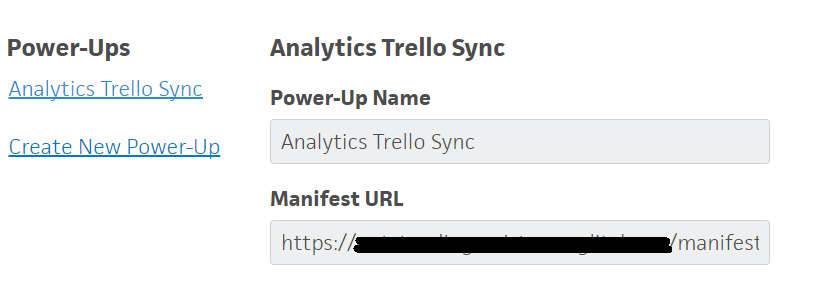 Power-Ups
Analytics Trello Sync
Create New Power-Up
Analytics Trello Sync
Power-Up Name
Analytics Trello Sync
Manifest URL
https:// /manifest